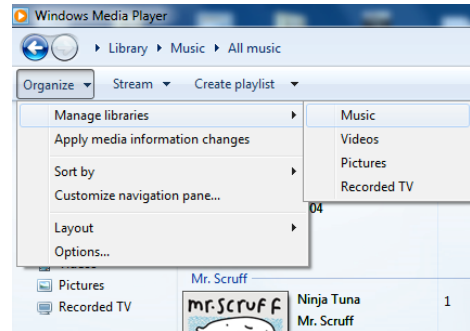 Windows Media Player
Library Music All music
Organize Stream Create playlist
Manage libraries
Apply media information changes
Sort by
Customize navigation pane...
Layout
Options...
Music
Videos
Pictures
Recorded TV
04
Pictures
Recorded TV
Mr. Scruff
mr.scruff
Ninja Tuna
Mr. Scruff
1